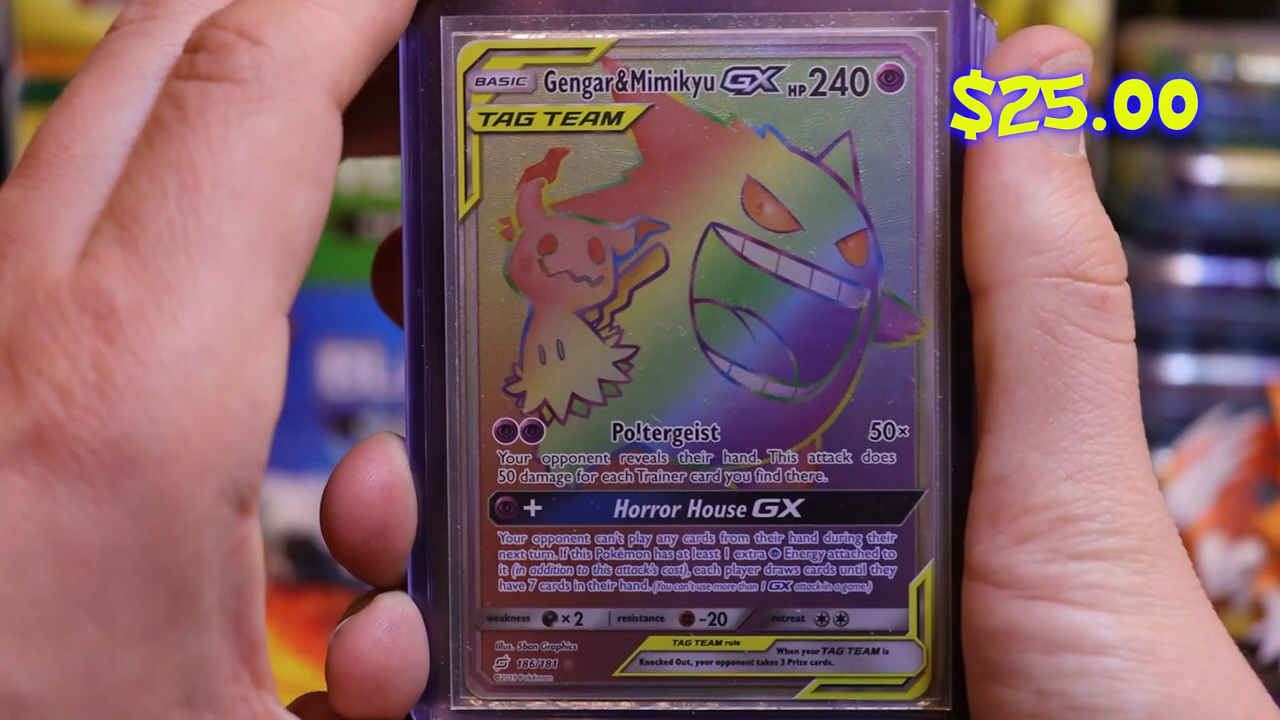 BASIC Gengar&Mimikyu GX HP 240
$25.00
TAG TEAM
Poltergeist 50×
Your opponent reveals their hand. This attack does
50 damage for each Trainer card you find there.
+ Horror House GX
Your opponent can't play any cards from their hand during their
next turn. If this Pokémon has at least 1 extra Energy attached to
it (in addition to this attack's cost), each player draws cards until they
have 7 cards in their hand. (You can't use more than 1 GX attack in a game.)
weakness ×2 resistance -20 retreat
TAG TEAM rule
When your TAG TEAM is
Knocked Out, your opponent takes 3 Prize cards.
Illus. 5ban Graphics
186/181
©2019 Pokémon